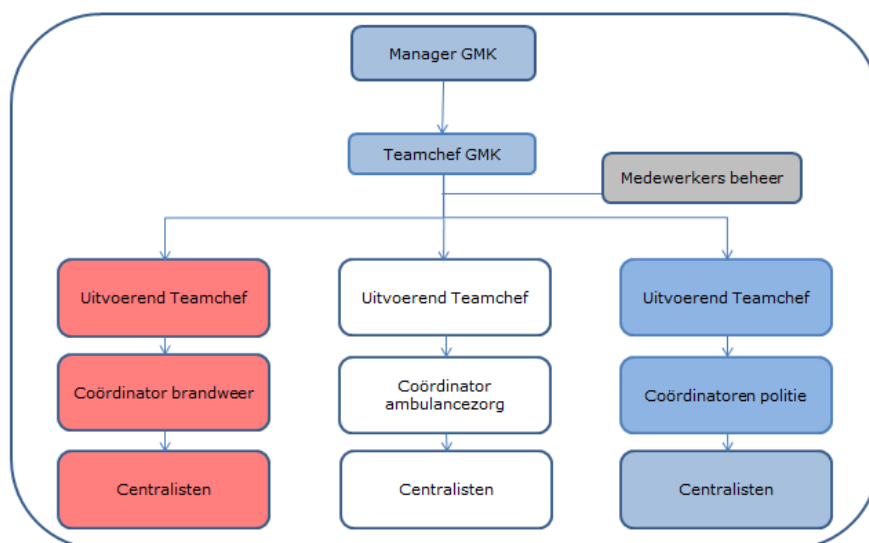 Manager GMK
Teamchef GMK
Medewerkers beheer
Uitvoerend Teamchef
Uitvoerend Teamchef
Uitvoerend Teamchef
Coördinator brandweer
Coördinator
ambulancezorg
Coördinatoren politie
Centralisten
Centralisten
Centralisten